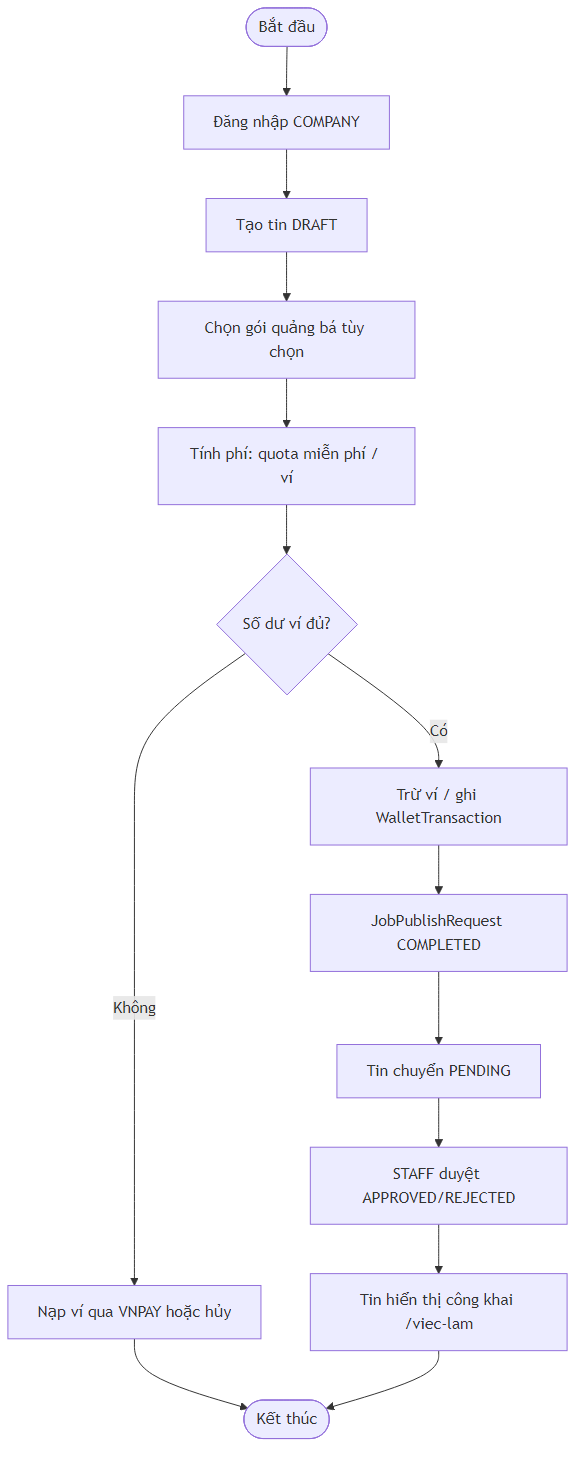 Bắt đầu
Đăng nhập COMPANY
Tạo tin DRAFT
Chọn gói quảng bá tùy
chọn
Tính phí: quota miễn phí /
ví
Số dư ví đủ?
Có
Trừ ví / ghi
WalletTransaction
JobPublishRequest
COMPLETED
Không
Tin chuyển PENDING
STAFF duyệt
APPROVED/REJECTED
Nạp ví qua VNPAY hoặc hủy
Tin hiển thị công khai
/viec-lam
Kết thúc